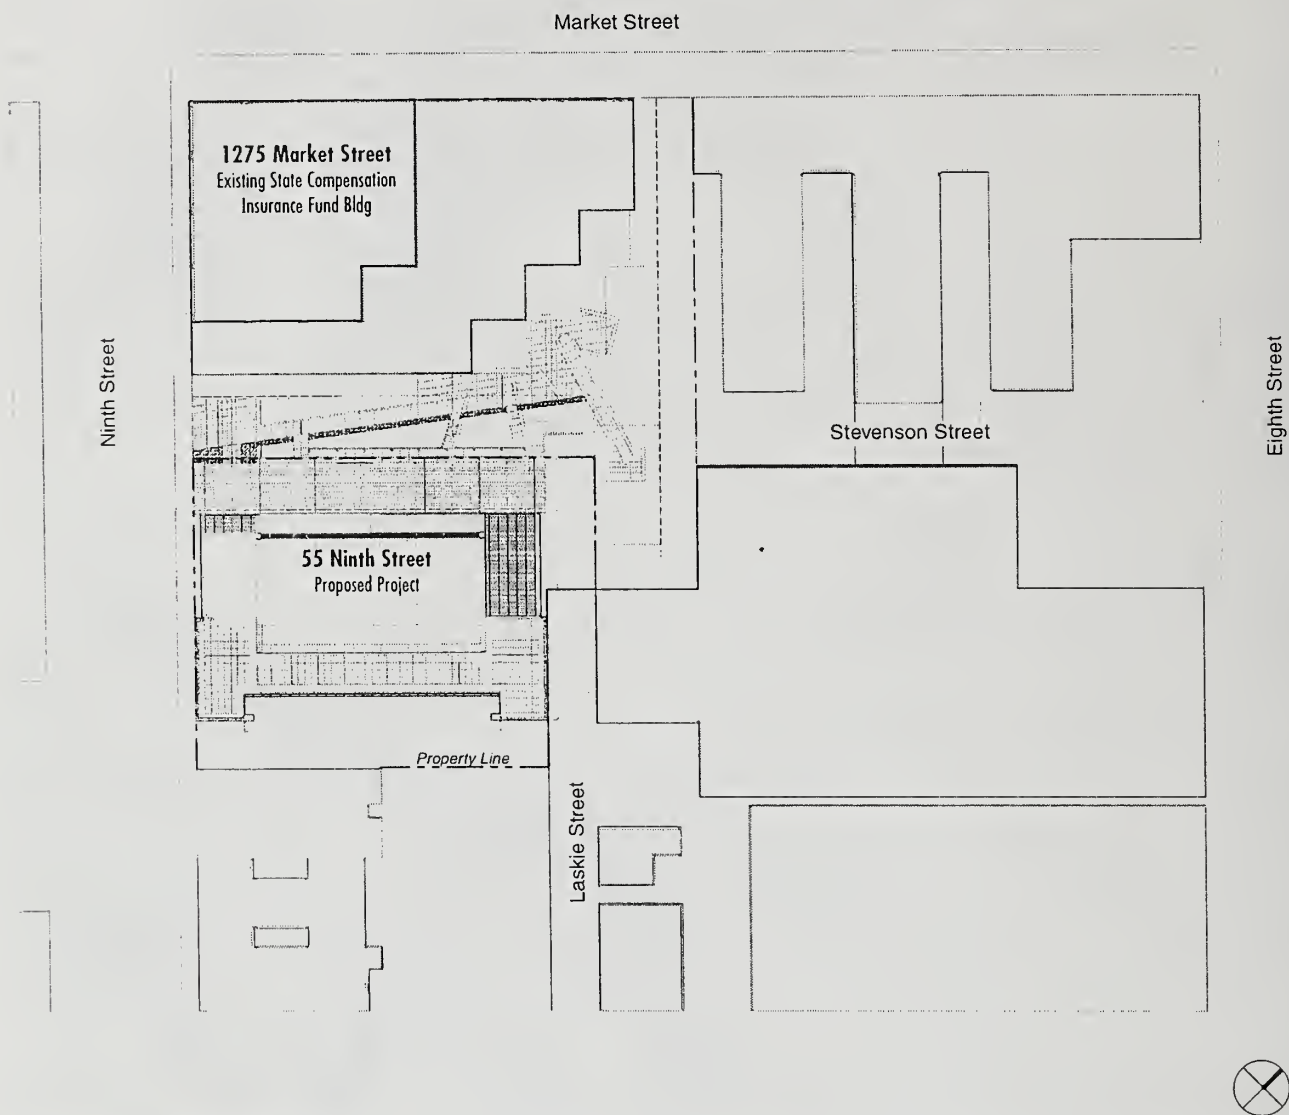 Market Street
1275 Market Street
Existing State Compensation
Insurance Fund Bldg
Ninth Street
Eighth Street
Stevenson Street
55 Ninth Street
Proposed Project
Property Line
Laskie Street